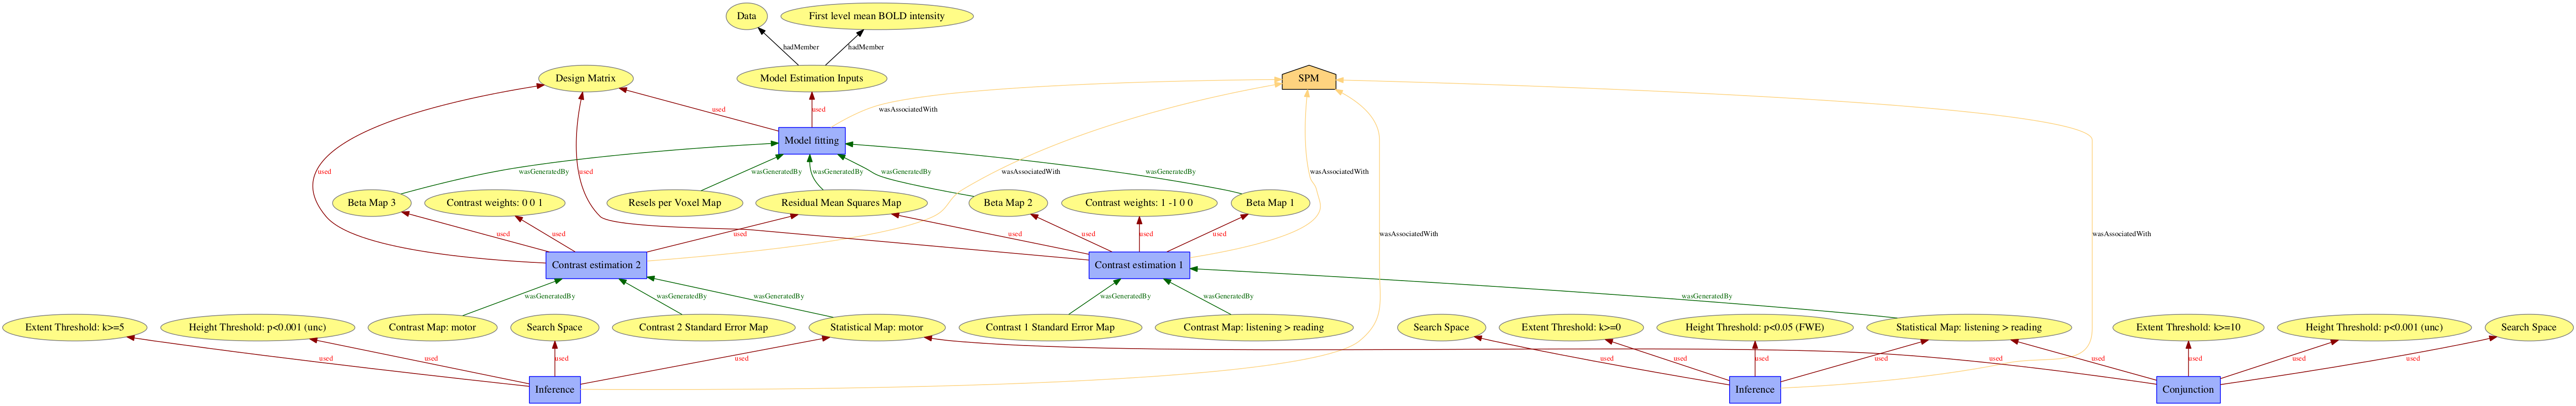 Data
First level mean BOLD intensity
hadMember
hadMember
Design Matrix
Model Estimation Inputs
SPM
used
used
wasAssociatedWith
Model fitting
used
used
wasGeneratedBy
wasGeneratedBy
wasGeneratedBy
wasGeneratedBy
wasAssociatedWith
wasGeneratedBy
wasAssociatedWith
Beta Map 3
Contrast weights: 0 0 1
Resels per Voxel Map
Residual Mean Squares Map
Beta Map 2
Contrast weights: 1 -1 0 0
Beta Map 1
used
used
used
used
used
used
used
wasAssociatedWith
wasAssociatedWith
Contrast estimation 2
Contrast estimation 1
wasGeneratedBy
wasGeneratedBy
wasGeneratedBy
wasGeneratedBy
wasGeneratedBy
wasGeneratedBy
Extent Threshold: k>=5
Height Threshold: p<0.001 (unc)
Contrast Map: motor
Search Space
Contrast 2 Standard Error Map
Statistical Map: motor
Contrast 1 Standard Error Map
Contrast Map: listening > reading
Search Space
Extent Threshold: k>=0
Height Threshold: p<0.05 (FWE)
Statistical Map: listening > reading
Extent Threshold: k>=10
Height Threshold: p<0.001 (unc)
Search Space
used
used
used
used
used
used
used
used
used
used
used
used
used
Inference
Inference
Conjunction